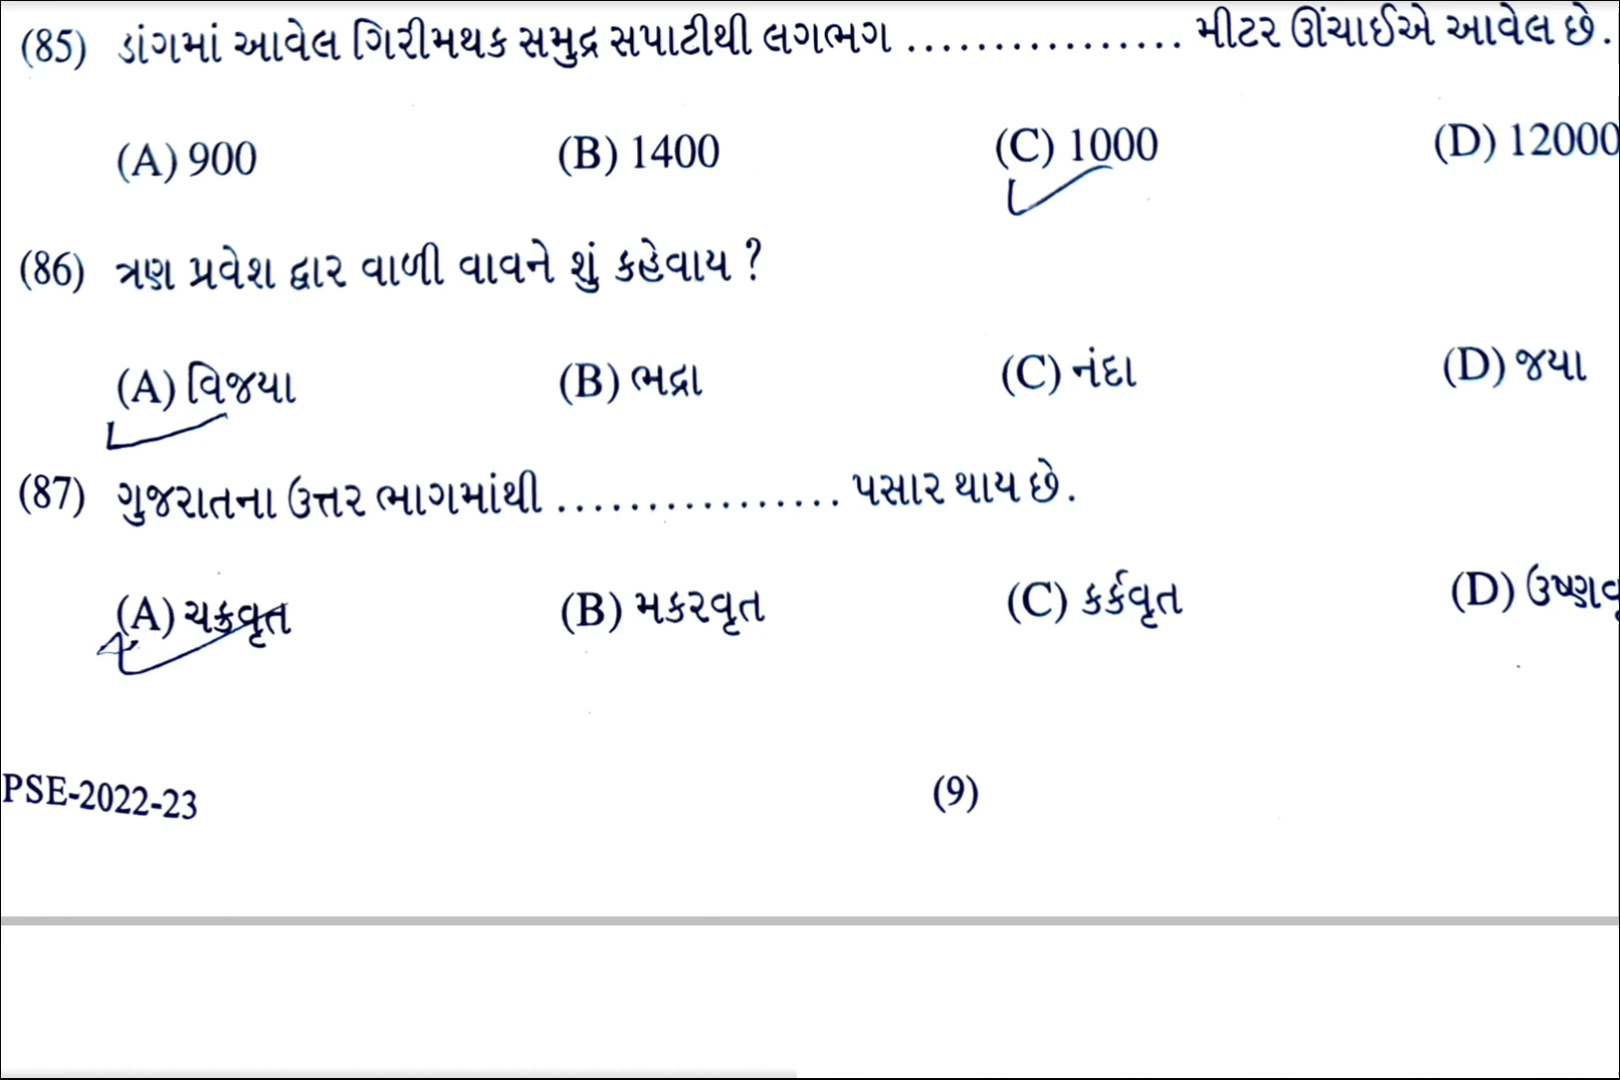 (85) ડાંગમાં આવેલ ગિરીમથક સમુદ્ર સપાટીથી લગભગ ................ મીટર ઊંચાઈએ આવેલ છે.
(A) 900 (B) 1400 (C) 1000 (D) 12000
(86) ત્રણ પ્રવેશ દ્વાર વાળી વાવને શું કહેવાય ?
(A) વિજયા (B) ભદ્રા (C) નંદા (D) જયા
(87) ગુજરાતના ઉત્તર ભાગમાંથી ................ પસાર થાય છે.
(A) ચક્રવૃત (B) મકરવૃત (C) કર્કવૃત (D)
PSE-2022-23 (9)